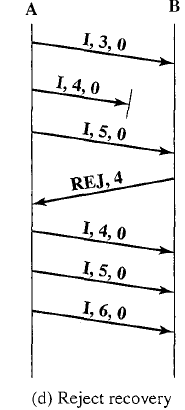 A B
I, 3, 0
I, 4, 0
I, 5, 0
REJ, 4
I, 4, 0
I, 5, 0
I, 6, 0
(d) Reject recovery